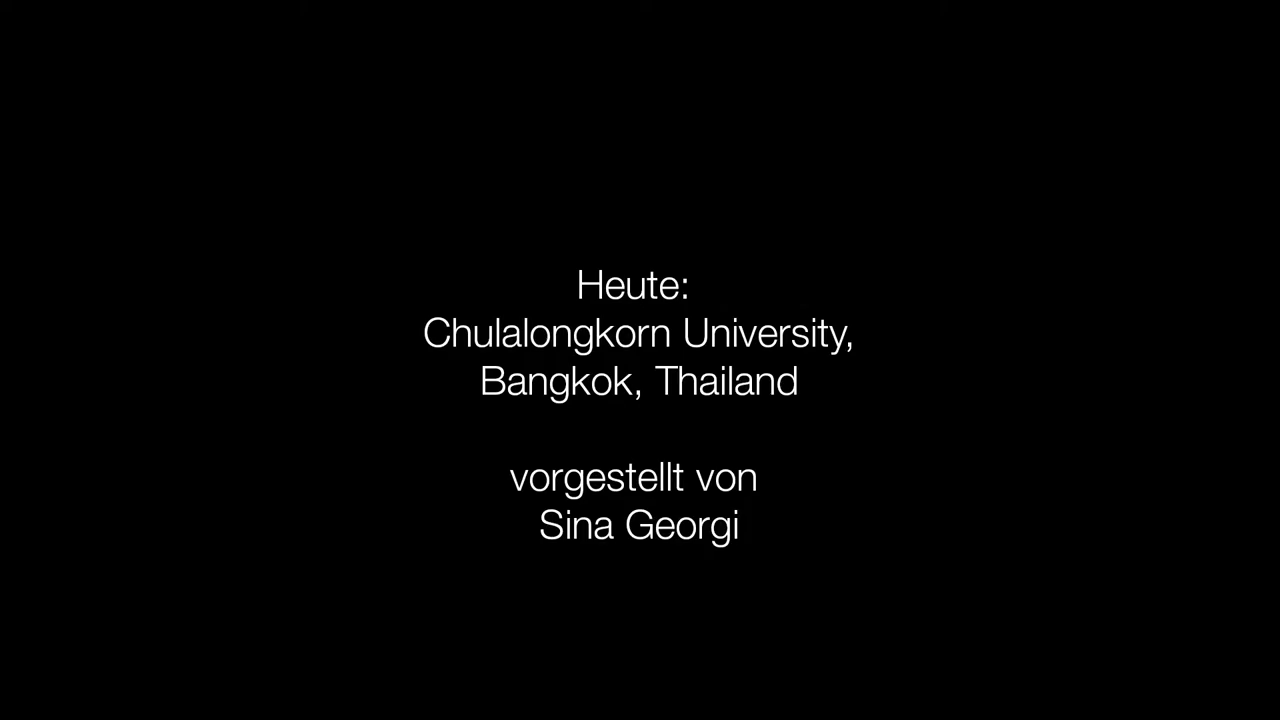 Heute:
Chulalongkorn University,
Bangkok, Thailand
vorgestellt von
Sina Georgi